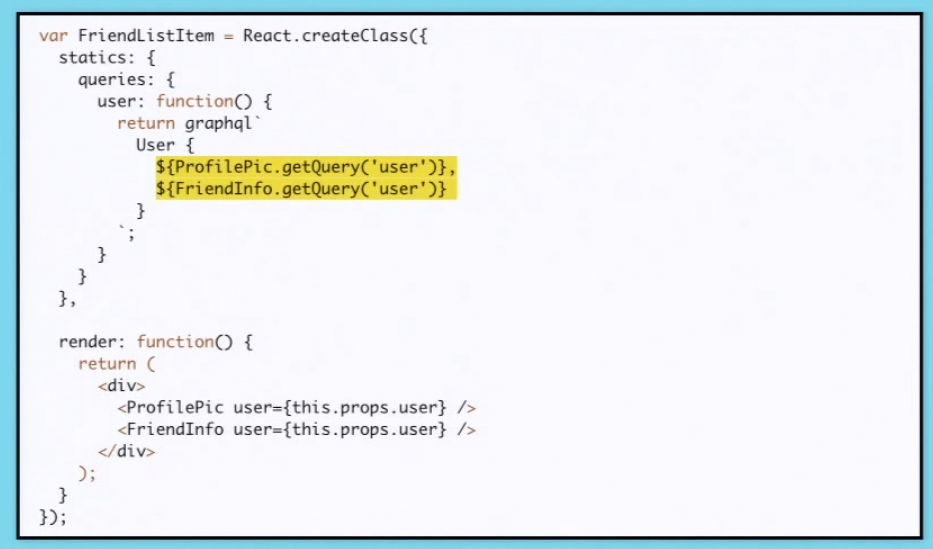 var FriendListItem = React.createClass({
  statics: {
    queries: {
      user: function() {
        return graphql`
          User {
            ${ProfilePic.getQuery('user')},
            ${FriendInfo.getQuery('user')}
          }
        `;
      }
    }
  },

  render: function() {
    return (
      <div>
        <ProfilePic user={this.props.user} />
        <FriendInfo user={this.props.user} />
      </div>
    );
  }
});